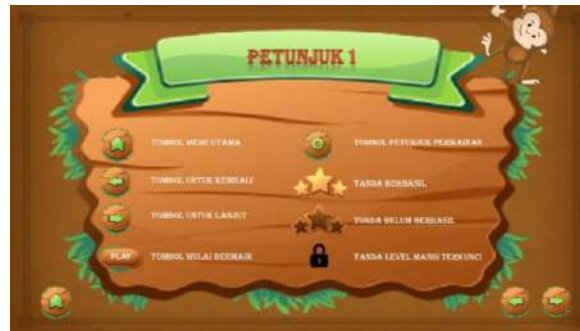 PETUNJUK 1
TOMBOL MENU UTAMA
TOMBOL PETUNJUK PERMAINAN
TOMBOL UNTUK KEMBALI
TANDA BERHASIL
TOMBOL UNTUK LANJUT
TANDA BELUM BERHASIL
PLAY TOMBOL MULAI BERMAIN
TANDA LEVEL MASIH TERKUNCI